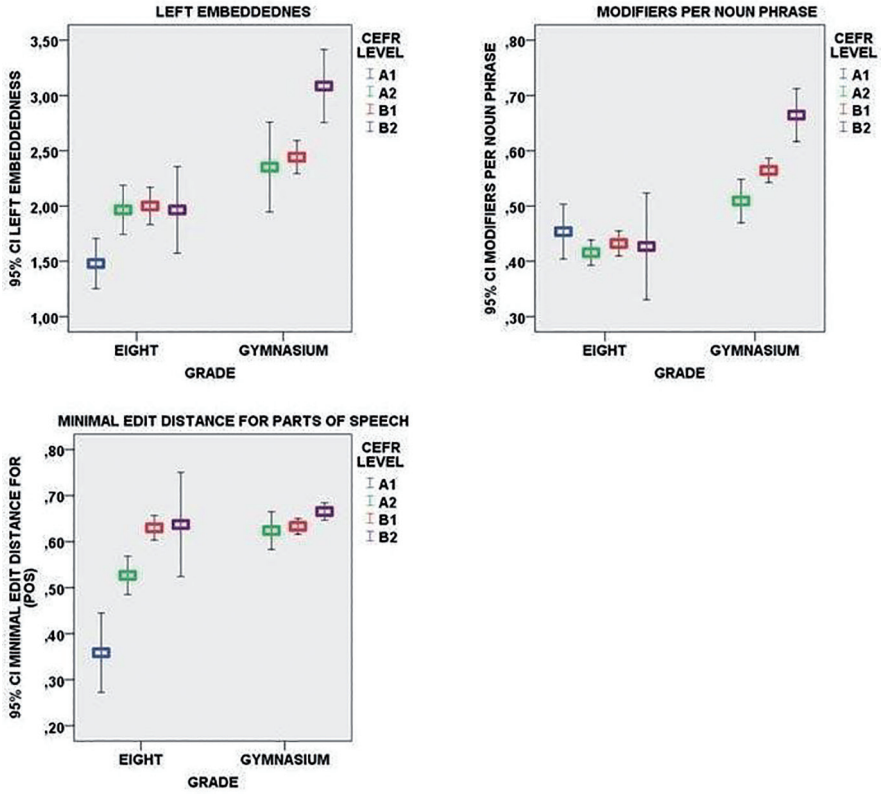 LEFT EMBEDDEDNES
3,50
3,00
2,50
2,00
1,50
1,00
95% CI LEFT EMBEDDEDNESS
EIGHT GYMNASIUM
GRADE
CEFR
LEVEL
A1
A2
B1
B2
MODIFIERS PER NOUN PHRASE
,80
,70
,60
,50
,40
,30
95% CI MODIFIERS PER NOUN PHRASE
EIGHT GYMNASIUM
GRADE
CEFR
LEVEL
A1
A2
B1
B2
MINIMAL EDIT DISTANCE FOR PARTS OF SPEECH
,80
,70
,60
,50
,40
,30
,20
95% CI MINIMAL EDIT DISTANCE FOR
(POS)
EIGHT GYMNASIUM
GRADE
CEFR
LEVEL
A1
A2
B1
B2